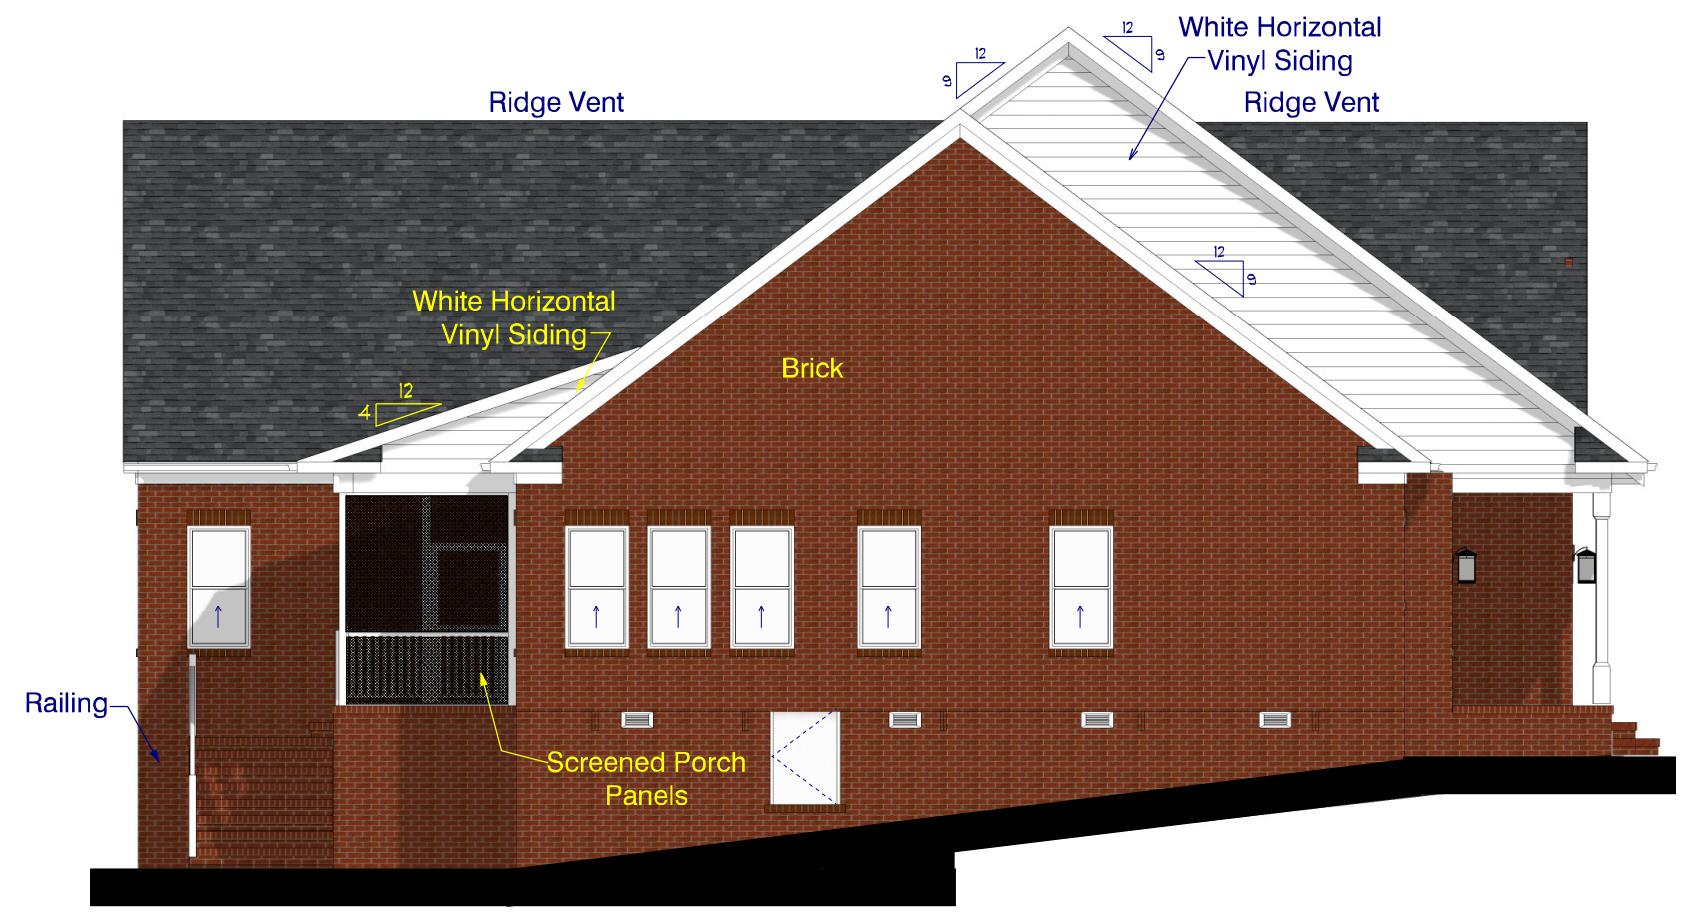 White Horizontal
Vinyl Siding
12
9
12
9
Ridge Vent
Ridge Vent
12
9
White Horizontal
Vinyl Siding
Brick
12
4
Railing
Screened Porch
Panels